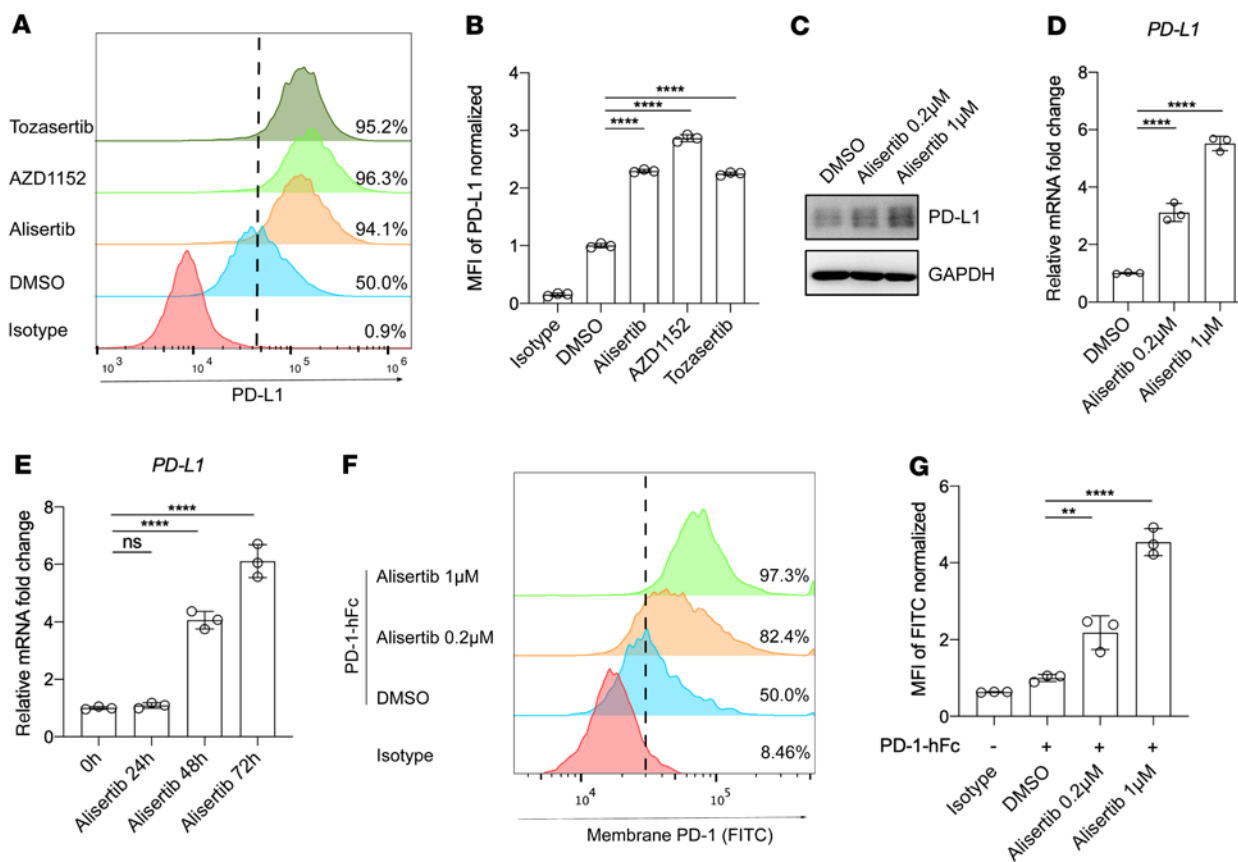 A
Tozasertib 95.2%
AZD1152 96.3%
Alisertib 94.1%
DMSO 50.0%
Isotype 0.9%
10³ 10⁴ 10⁵ 10⁶
PD-L1
B
MFI of PD-L1 normalized
4
3
2
1
0
****
****
****
Isotype
DMSO
Alisertib
AZD1152
Tozasertib
C
DMSO
Alisertib 0.2μM
Alisertib 1μM
PD-L1
GAPDH
D
PD-L1
Relative mRNA fold change
8
6
4
2
0
****
****
DMSO
Alisertib 0.2μM
Alisertib 1μM
E
PD-L1
Relative mRNA fold change
8
6
4
2
0
****
****
ns
0h
Alisertib 24h
Alisertib 48h
Alisertib 72h
F
PD-1-hFc
Alisertib 1μM 97.3%
Alisertib 0.2μM 82.4%
DMSO 50.0%
Isotype 8.46%
10⁴ 10⁵
Membrane PD-1 (FITC)
G
MFI of FITC normalized
6
4
2
0
****
**
PD-1-hFc - + + +
Isotype
DMSO
Alisertib 0.2μM
Alisertib 1μM